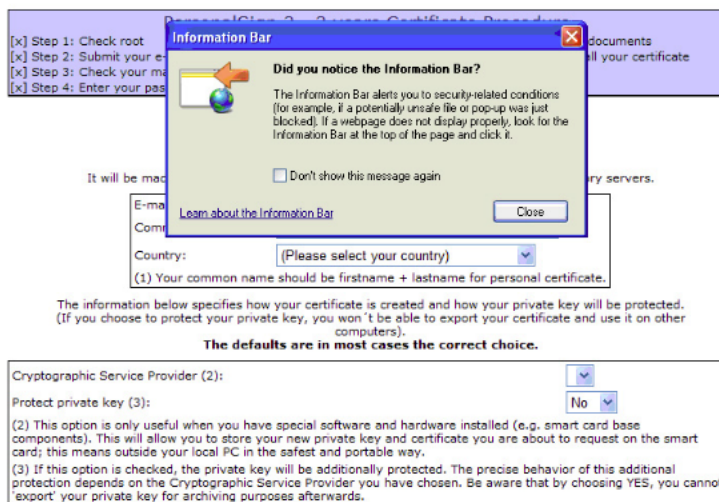 [x] Step 1: Check root
documents
[x] Step 2: Submit your e-
all your certificate
[x] Step 3: Check your ma
[x] Step 4: Enter your pas
Information Bar
Did you notice the Information Bar?
The Information Bar alerts you to security-related conditions
(for example, if a potentially unsafe file or pop-up was just
blocked). If a webpage does not display properly, look for the
Information Bar at the top of the page and click it.
Don't show this message again
Learn about the Information Bar
Close
It will be mad
ry servers.
E-ma
Com
Country:
(Please select your country)
(1) Your common name should be firstname + lastname for personal certificate.
The information below specifies how your certificate is created and how your private key will be protected.
(If you choose to protect your private key, you won´t be able to export your certificate and use it on other
computers).
The defaults are in most cases the correct choice.
Cryptographic Service Provider (2):
Protect private key (3):
No
(2) This option is only useful when you have special software and hardware installed (e.g. smart card base
components). This will allow you to store your new private key and certificate you are about to request on the smart
card; this means outside your local PC in the safest and portable way.
(3) If this option is checked, the private key will be additionally protected. The precise behavior of this additional
protection depends on the Cryptographic Service Provider you have chosen. Be aware that by choosing YES, you cannot
'export' your private key for archiving purposes afterwards.